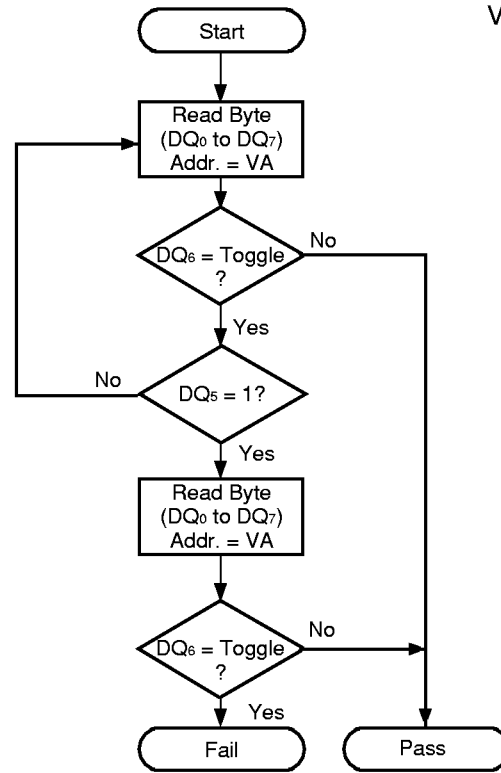 Start
V
Read Byte
(DQ0 to DQ7)
Addr. = VA
DQ6 = Toggle
?
No
Yes
DQ5 = 1?
No
Yes
Read Byte
(DQ0 to DQ7)
Addr. = VA
DQ6 = Toggle
?
No
Yes
Fail
Pass